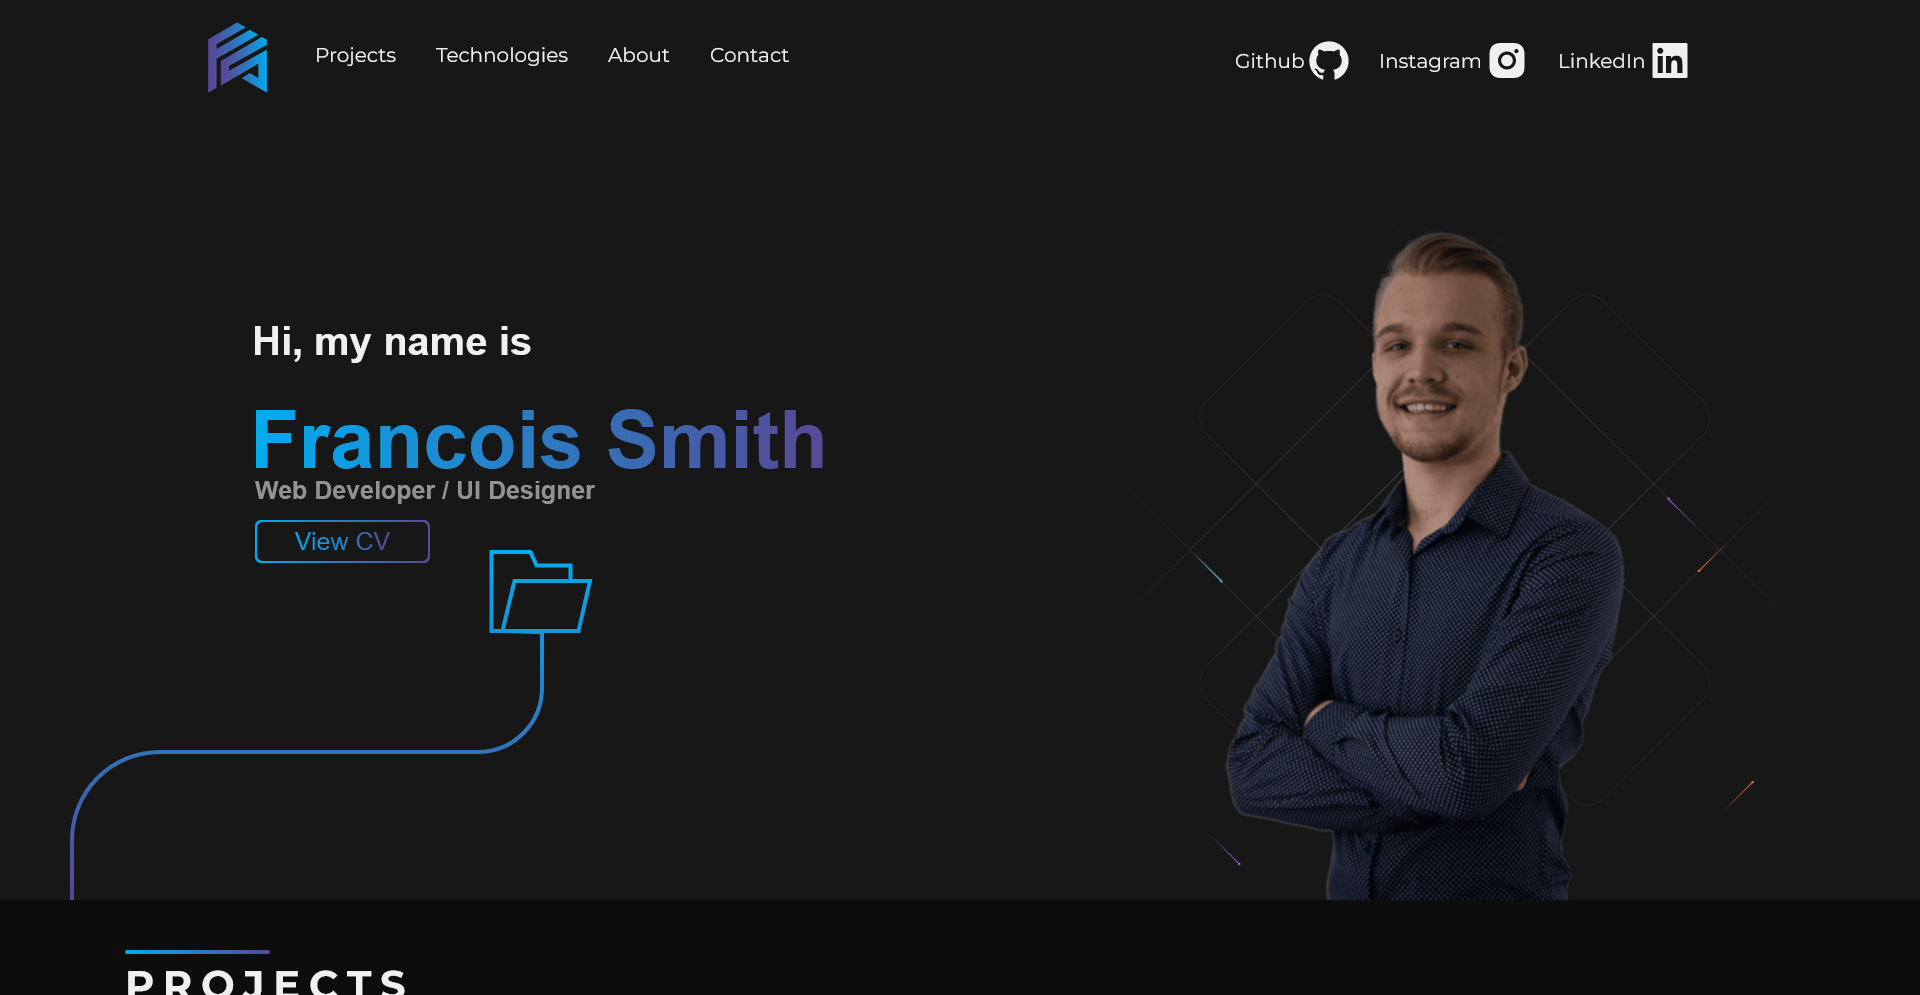 Projects Technologies About Contact
Github Instagram LinkedIn
Hi, my name is
Francois Smith
Web Developer / UI Designer
View CV
PROJECTS